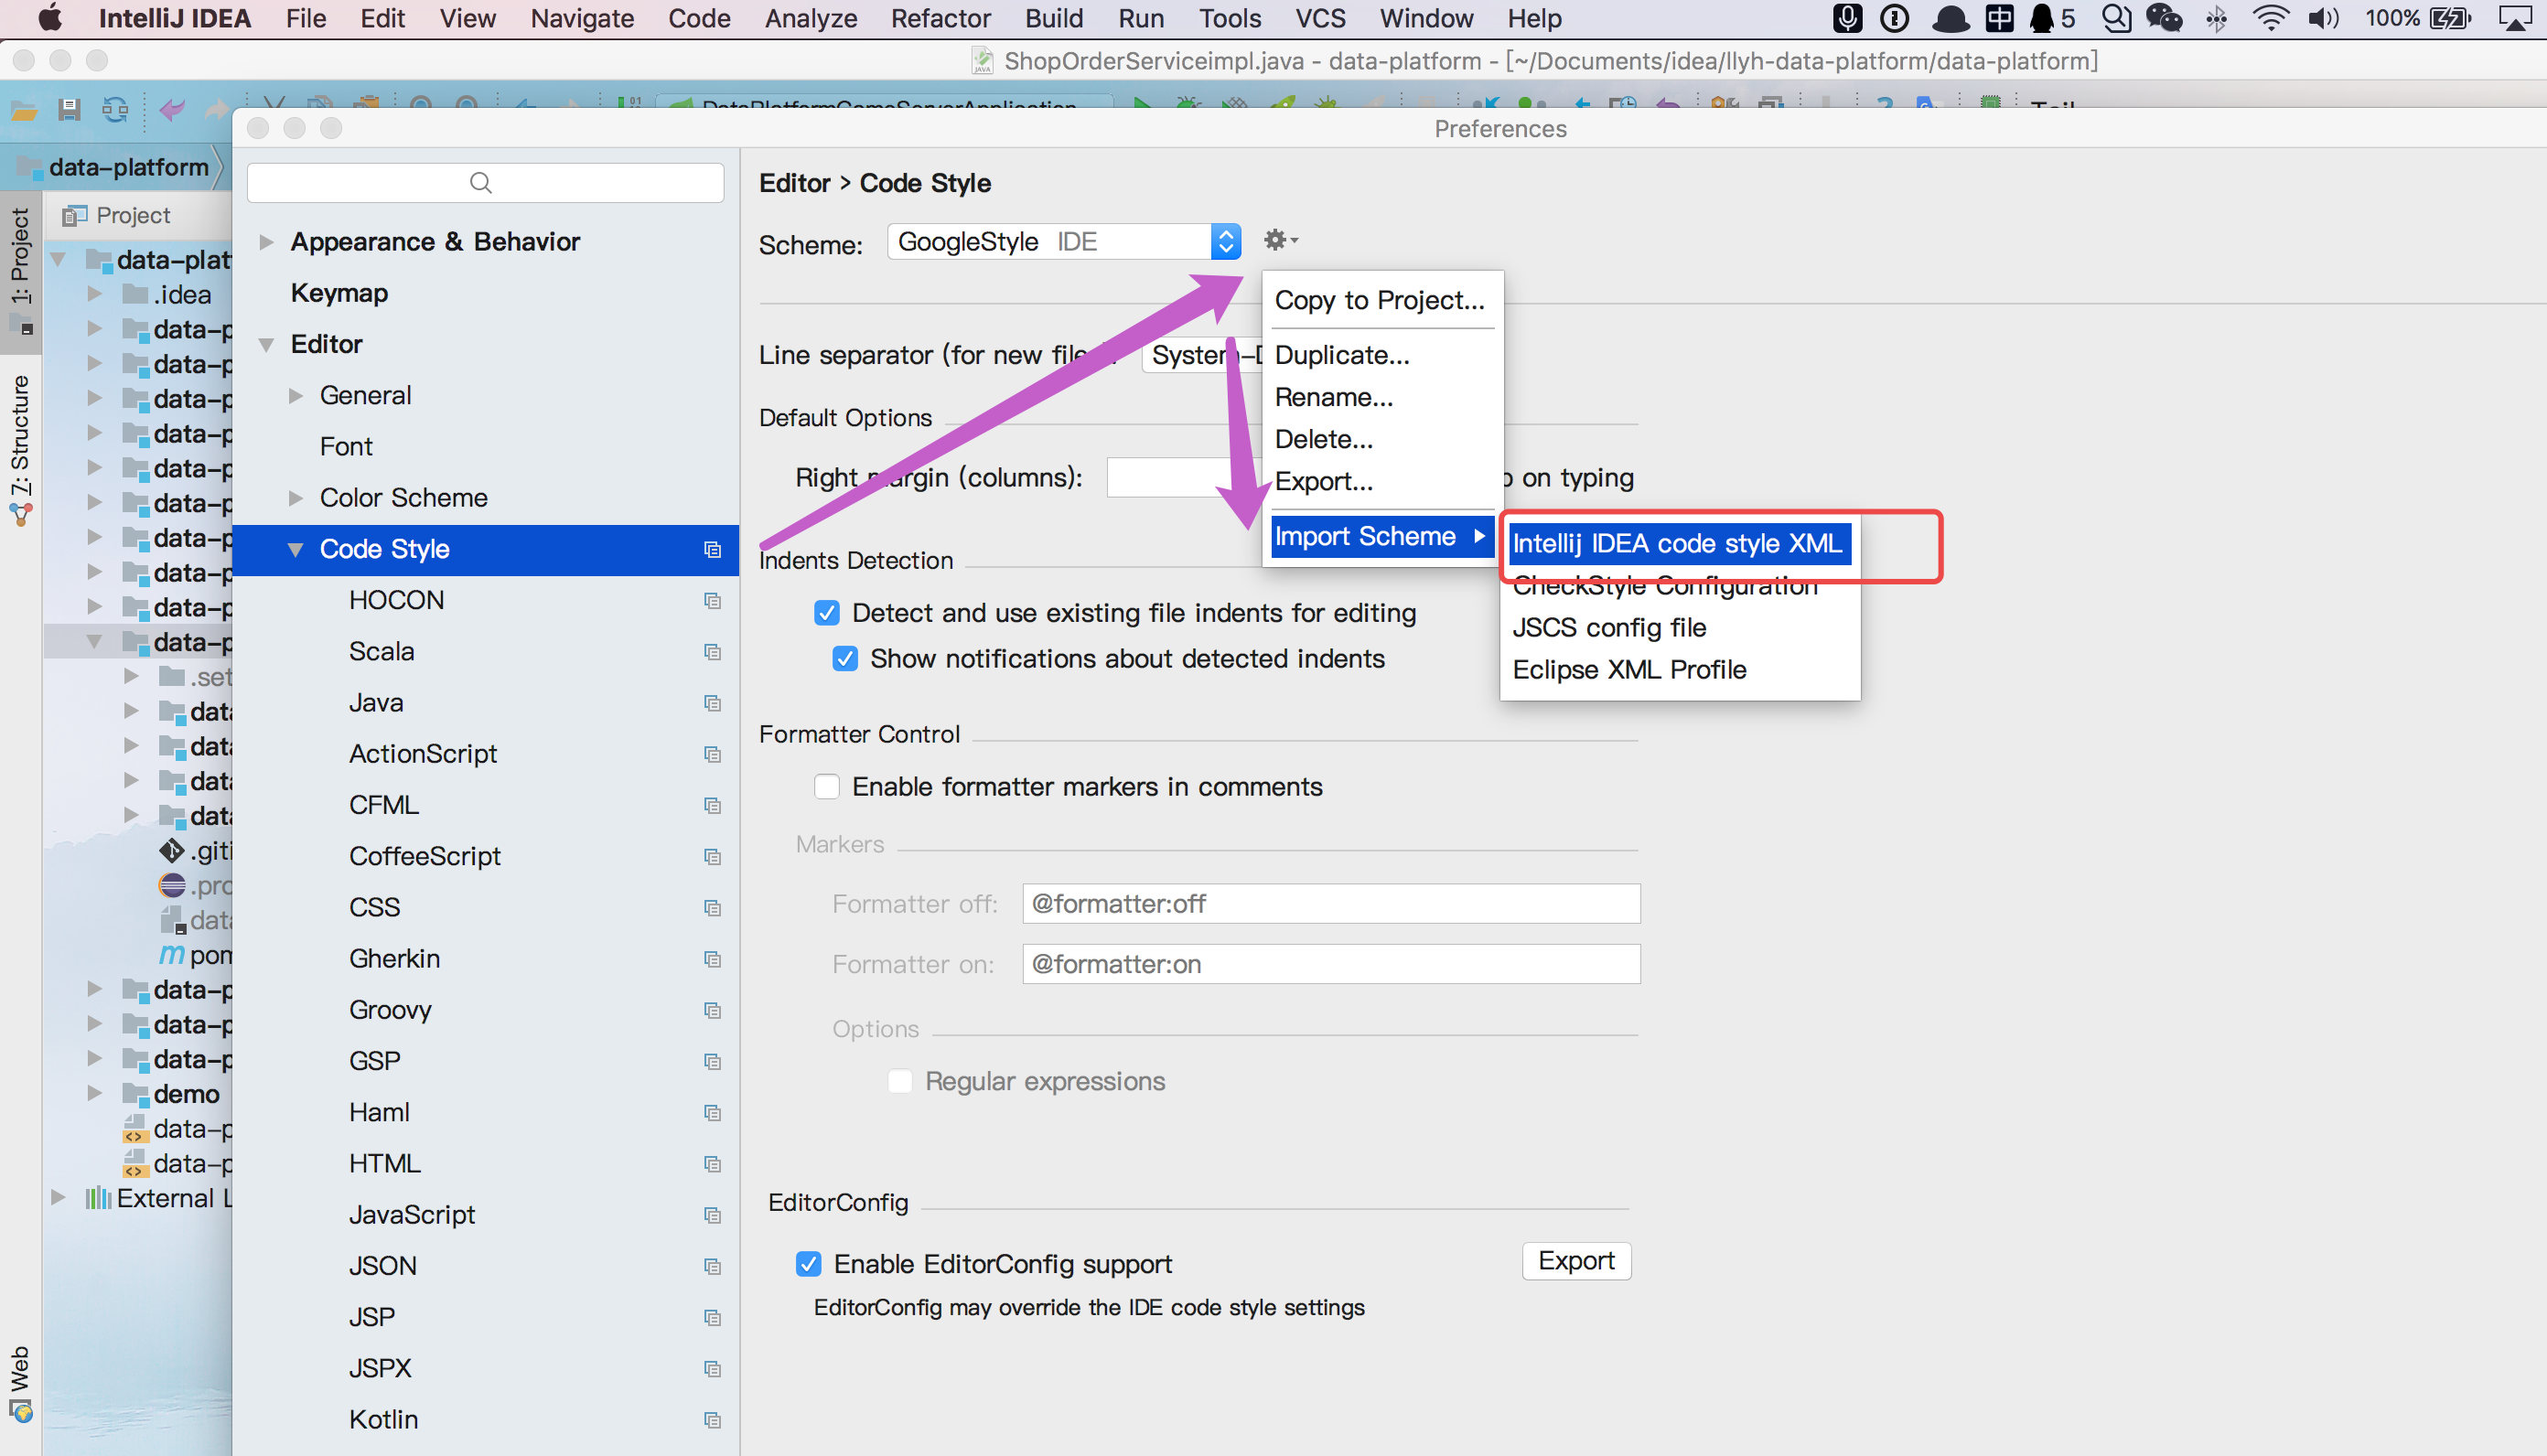 IntelliJ IDEA File Edit View Navigate Code Analyze Refactor Build Run Tools VCS Window Help 中 5 100%
ShopOrderServiceimpl.java - data-platform - [~/Documents/idea/llyh-data-platform/data-platform]
DataPlatformGameServerApplication
Preferences
data-platform
Project
1: Project
7: Structure
Web
data-plat
.idea
data-p
data-p
data-p
data-p
data-p
data-p
data-p
data-p
data-p
data-p
.set
data
data
data
data
.giti
.pro
data
pom
data-p
data-p
data-p
demo
data-p
data-p
External L
Appearance & Behavior
Keymap
Editor
General
Font
Color Scheme
Code Style
HOCON
Scala
Java
ActionScript
CFML
CoffeeScript
CSS
Gherkin
Groovy
GSP
Haml
HTML
JavaScript
JSON
JSP
JSPX
Kotlin
Editor > Code Style
Scheme: GoogleStyle IDE
Line separator (for new file System-D
Default Options
Right margin (columns): on typing
Indents Detection
Detect and use existing file indents for editing
Show notifications about detected indents
Formatter Control
Enable formatter markers in comments
Markers
Formatter off: @formatter:off
Formatter on: @formatter:on
Options
Regular expressions
EditorConfig
Enable EditorConfig support Export
EditorConfig may override the IDE code style settings
Copy to Project...
Duplicate...
Rename...
Delete...
Export...
Import Scheme
Intellij IDEA code style XML
CheckStyle Configuration
JSCS config file
Eclipse XML Profile